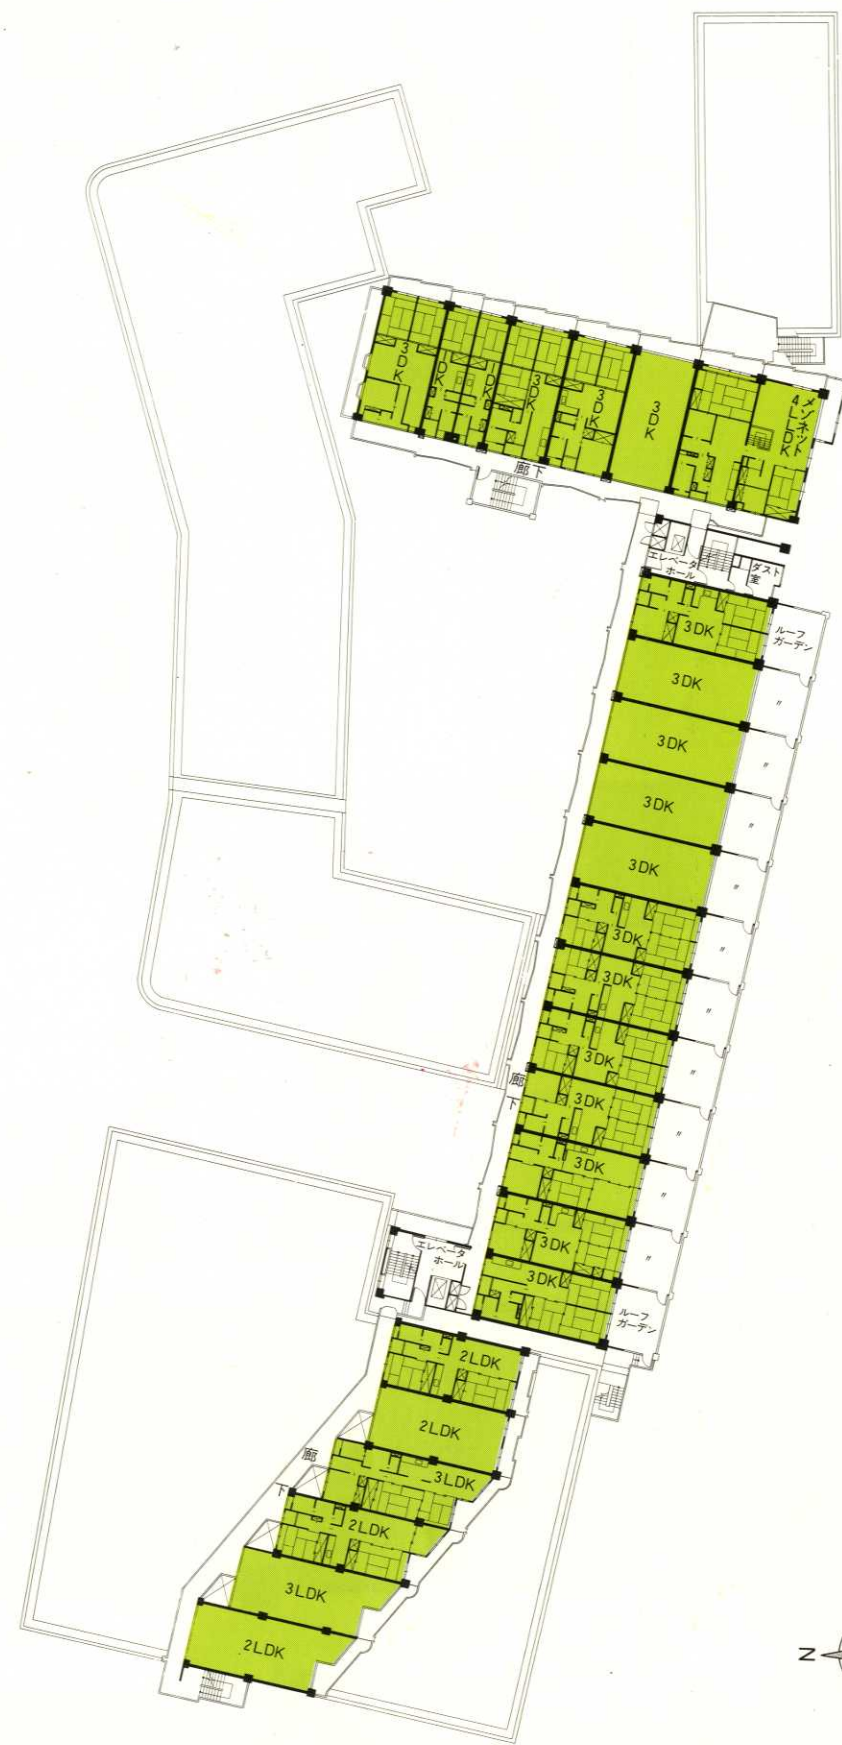 3DK
DK
DK
3DK
3DK
3DK
メゾネット
4LDK
廊下
エレベータ
ホール
ダスト
室
3DK
ルーフ
ガーデン
3DK
〃
3DK
〃
3DK
〃
3DK
〃
3DK
〃
3DK
〃
3DK
〃
廊下
3DK
〃
3DK
〃
3DK
〃
エレベータ
ホール
3DK
ルーフ
ガーデン
2LDK
2LDK
廊下
3LDK
2LDK
3LDK
2LDK
N